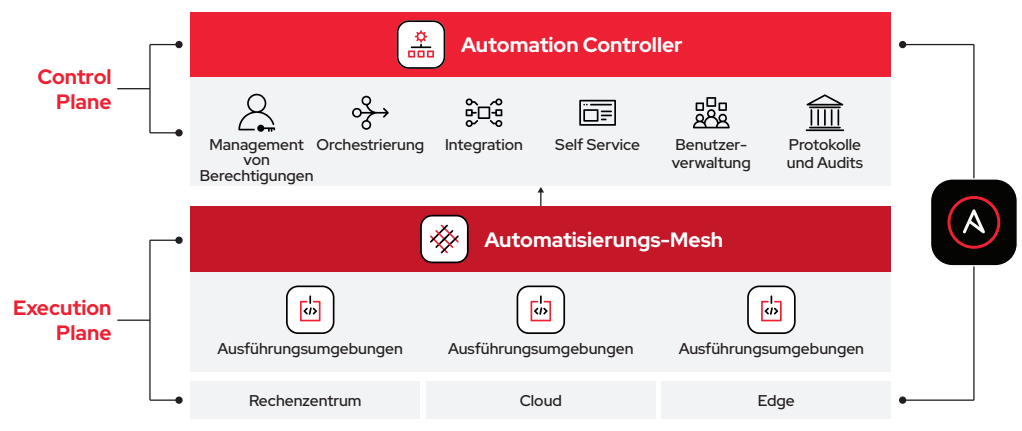 Automation Controller
Control
Plane
Management
von
Berechtigungen
Orchestrierung
Integration
Self Service
Benutzer-
verwaltung
Protokolle
und Audits
Automatisierungs-Mesh
Execution
Plane
Ausführungsumgebungen
Ausführungsumgebungen
Ausführungsumgebungen
Rechenzentrum
Cloud
Edge